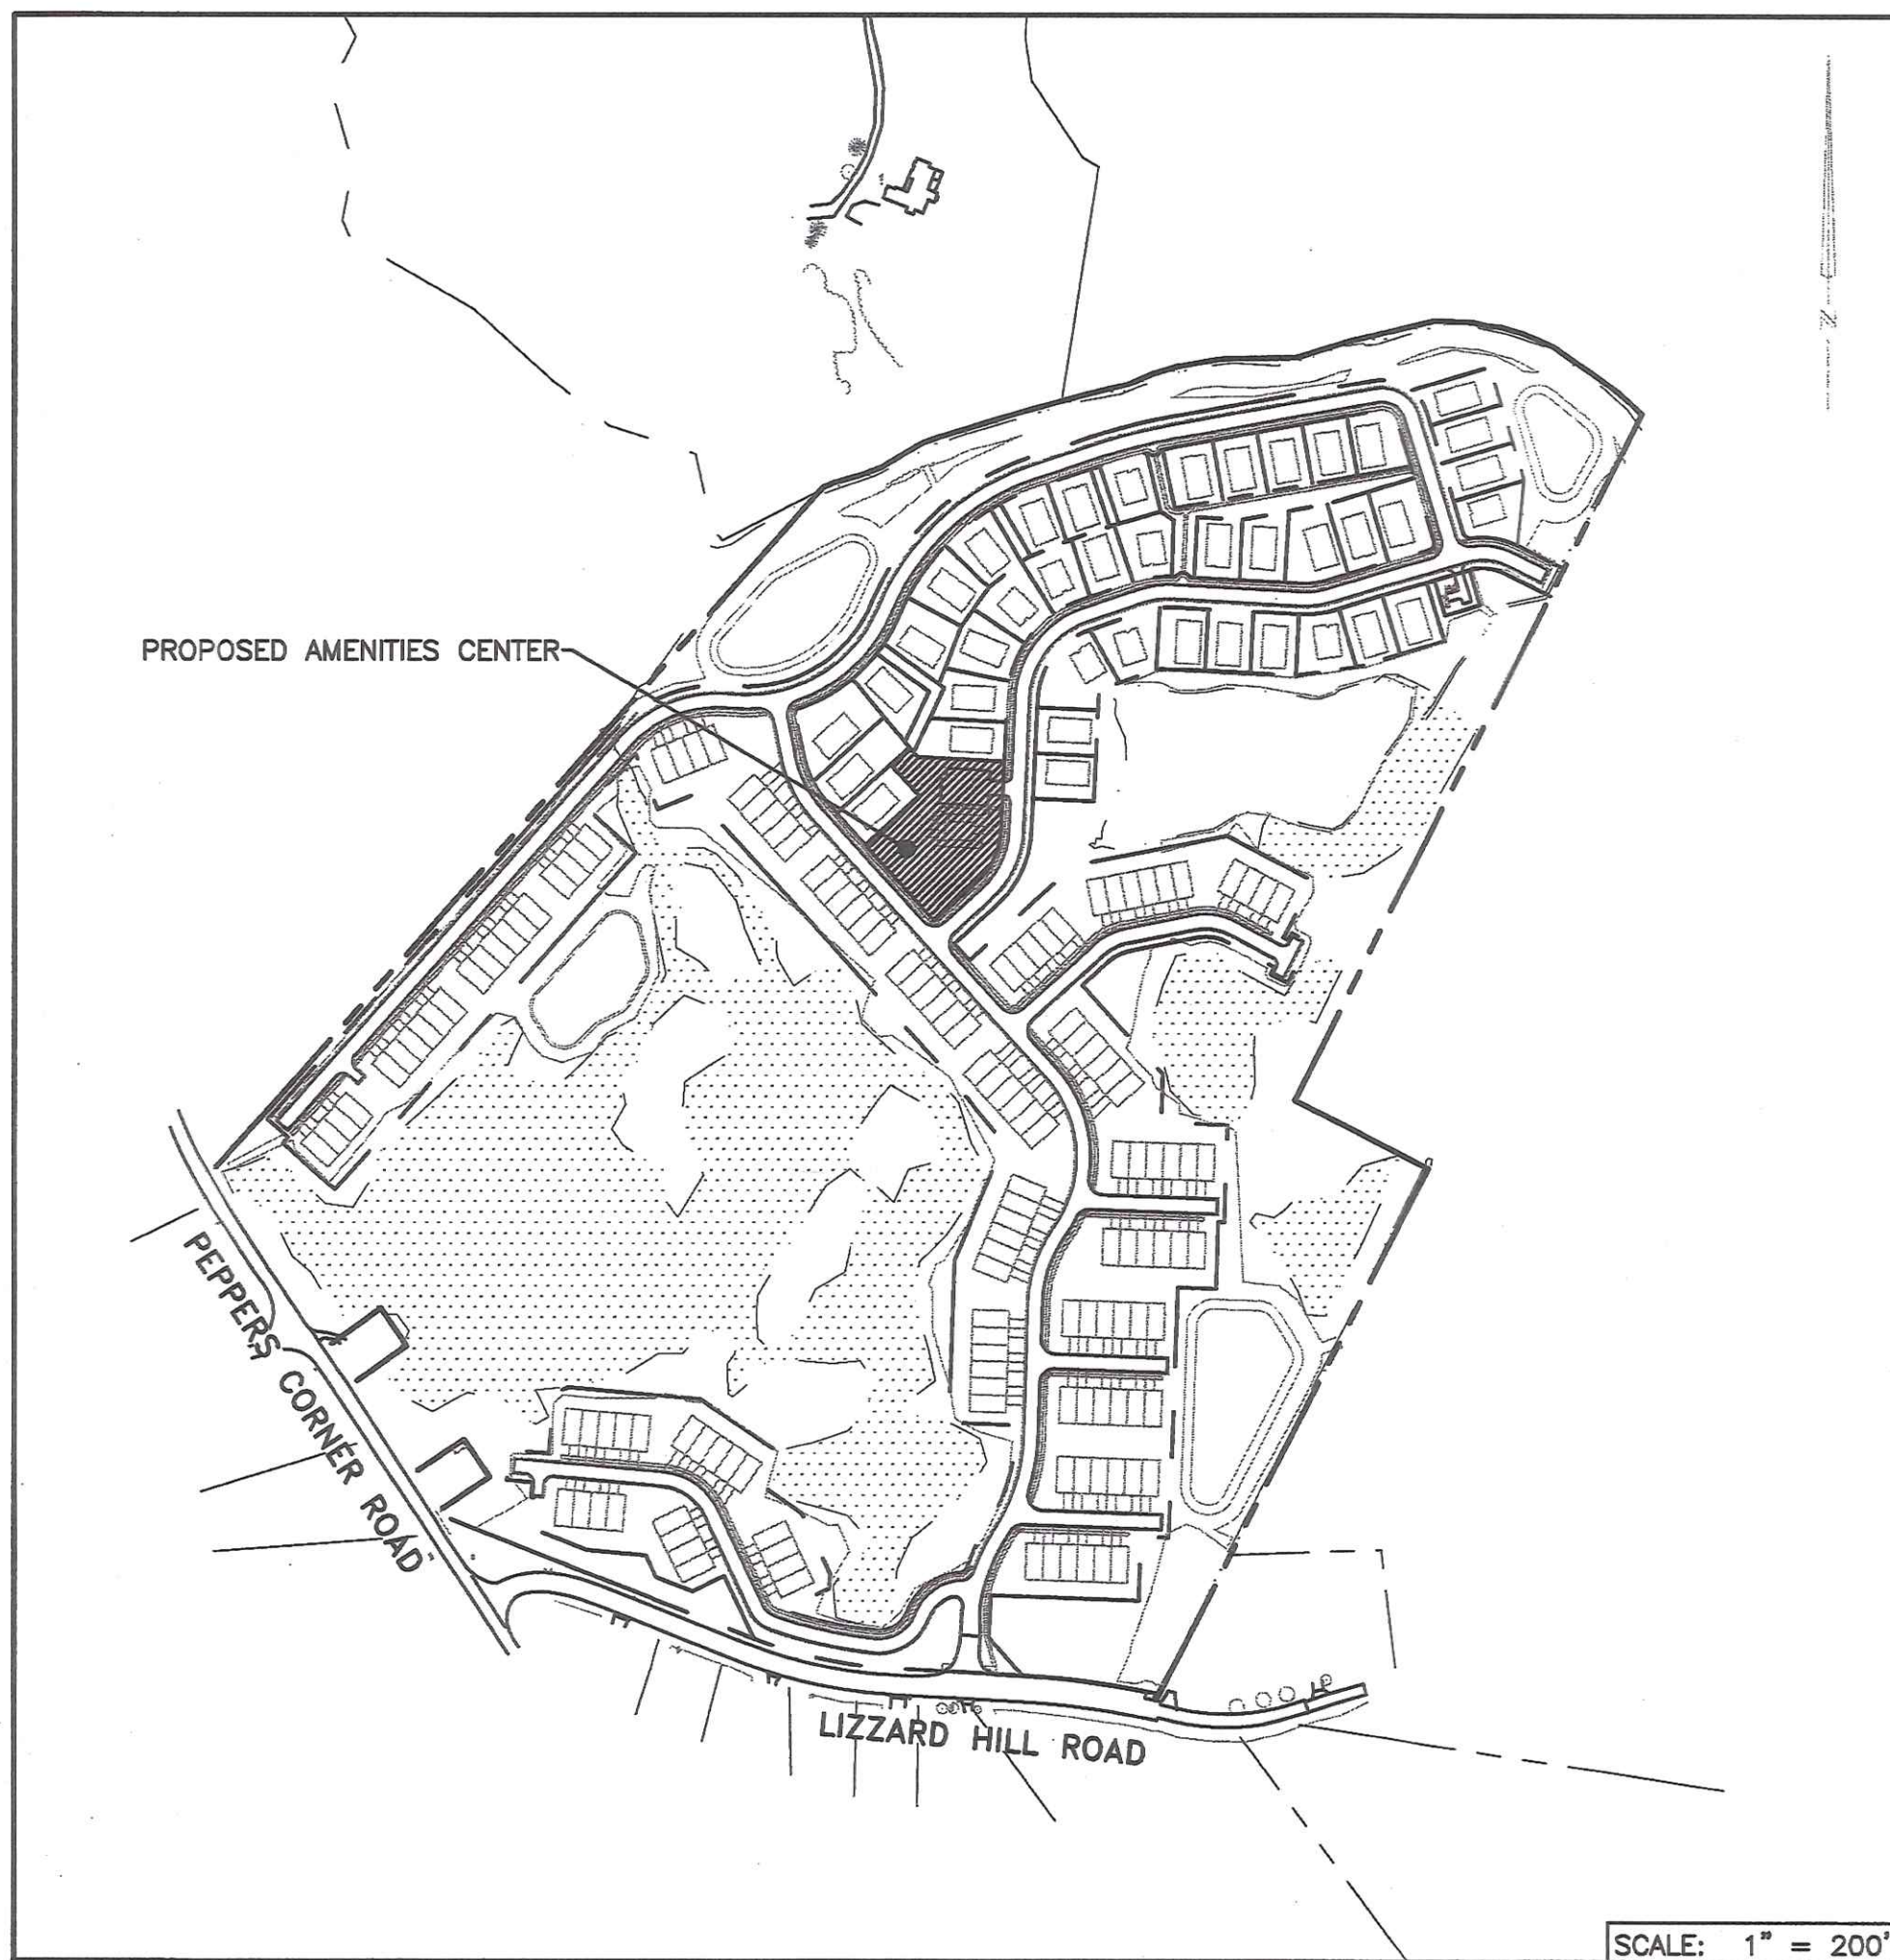 PROPOSED AMENITIES CENTER
PEPPERS CORNER ROAD
LIZZARD HILL ROAD
SCALE: 1" = 200'